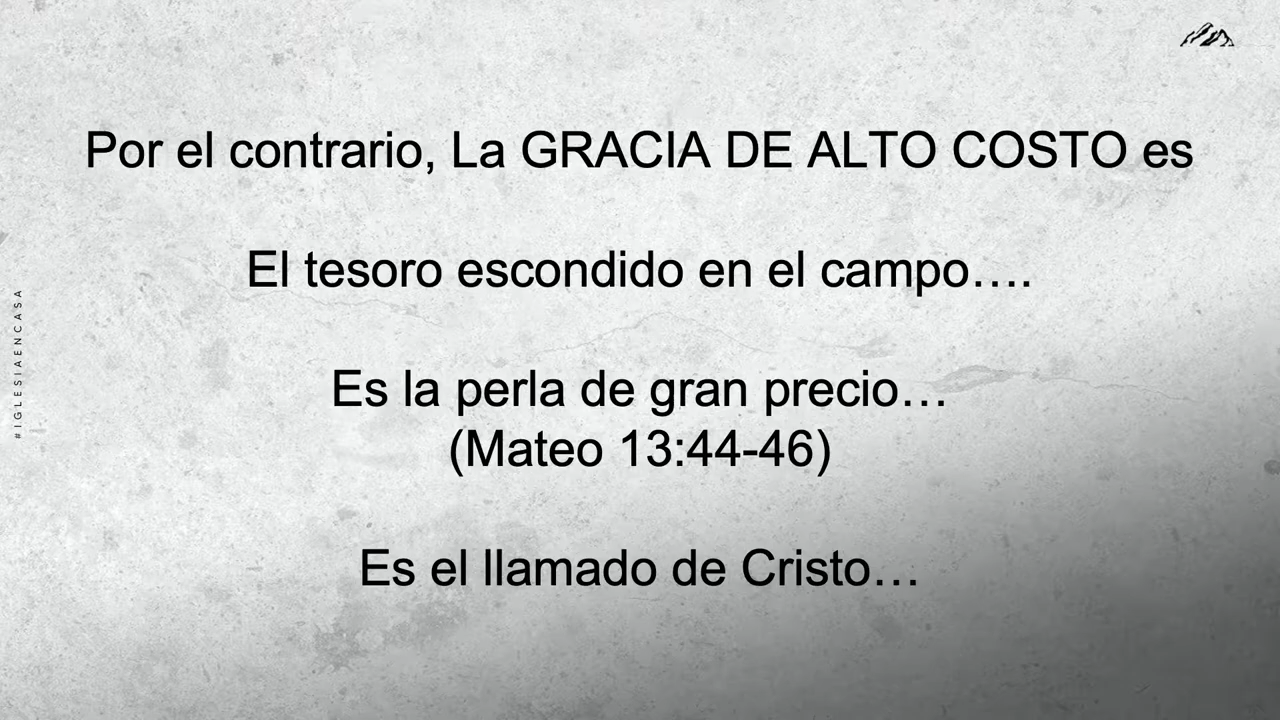 Por el contrario, La GRACIA DE ALTO COSTO es
El tesoro escondido en el campo….
Es la perla de gran precio…
(Mateo 13:44-46)
Es el llamado de Cristo…
#IGLESIAENCASA